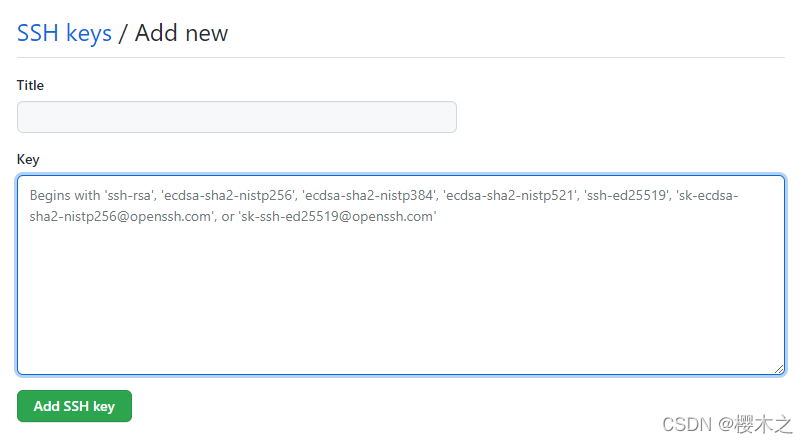 SSH keys / Add new
Title
Key
Begins with 'ssh-rsa', 'ecdsa-sha2-nistp256', 'ecdsa-sha2-nistp384', 'ecdsa-sha2-nistp521', 'ssh-ed25519', 'sk-ecdsa-
sha2-nistp256@openssh.com', or 'sk-ssh-ed25519@openssh.com'
Add SSH key
CSDN @樱木之